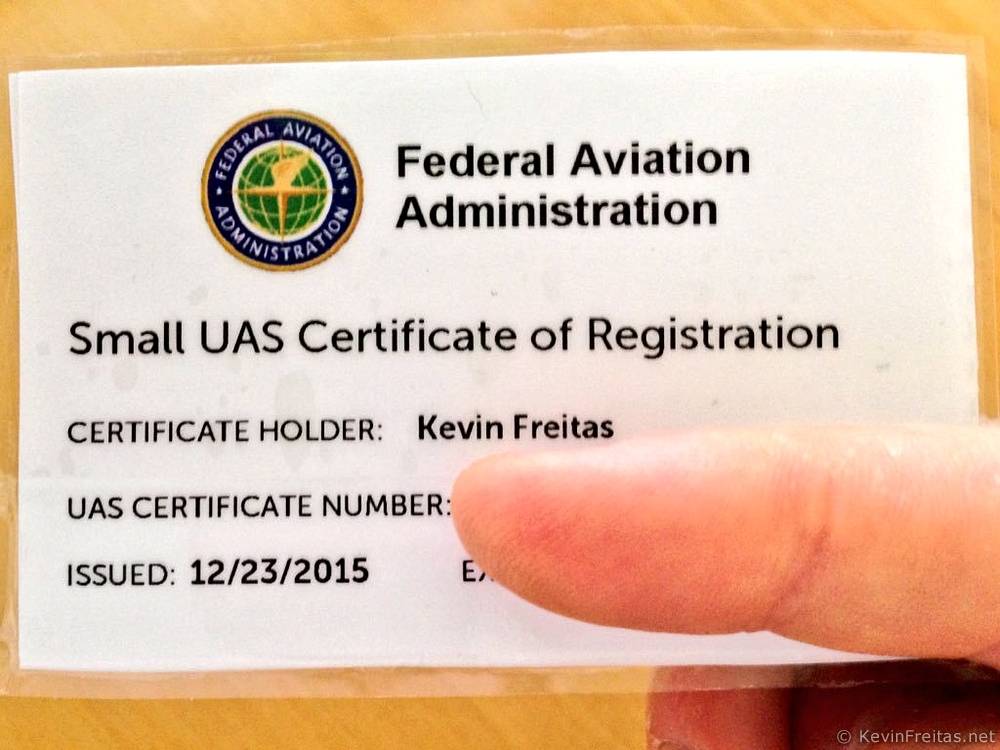 FEDERAL AVIATION ADMINISTRATION
Federal Aviation
Administration
Small UAS Certificate of Registration
CERTIFICATE HOLDER: Kevin Freitas
UAS CERTIFICATE NUMBER:
ISSUED: 12/23/2015
© KevinFreitas.net